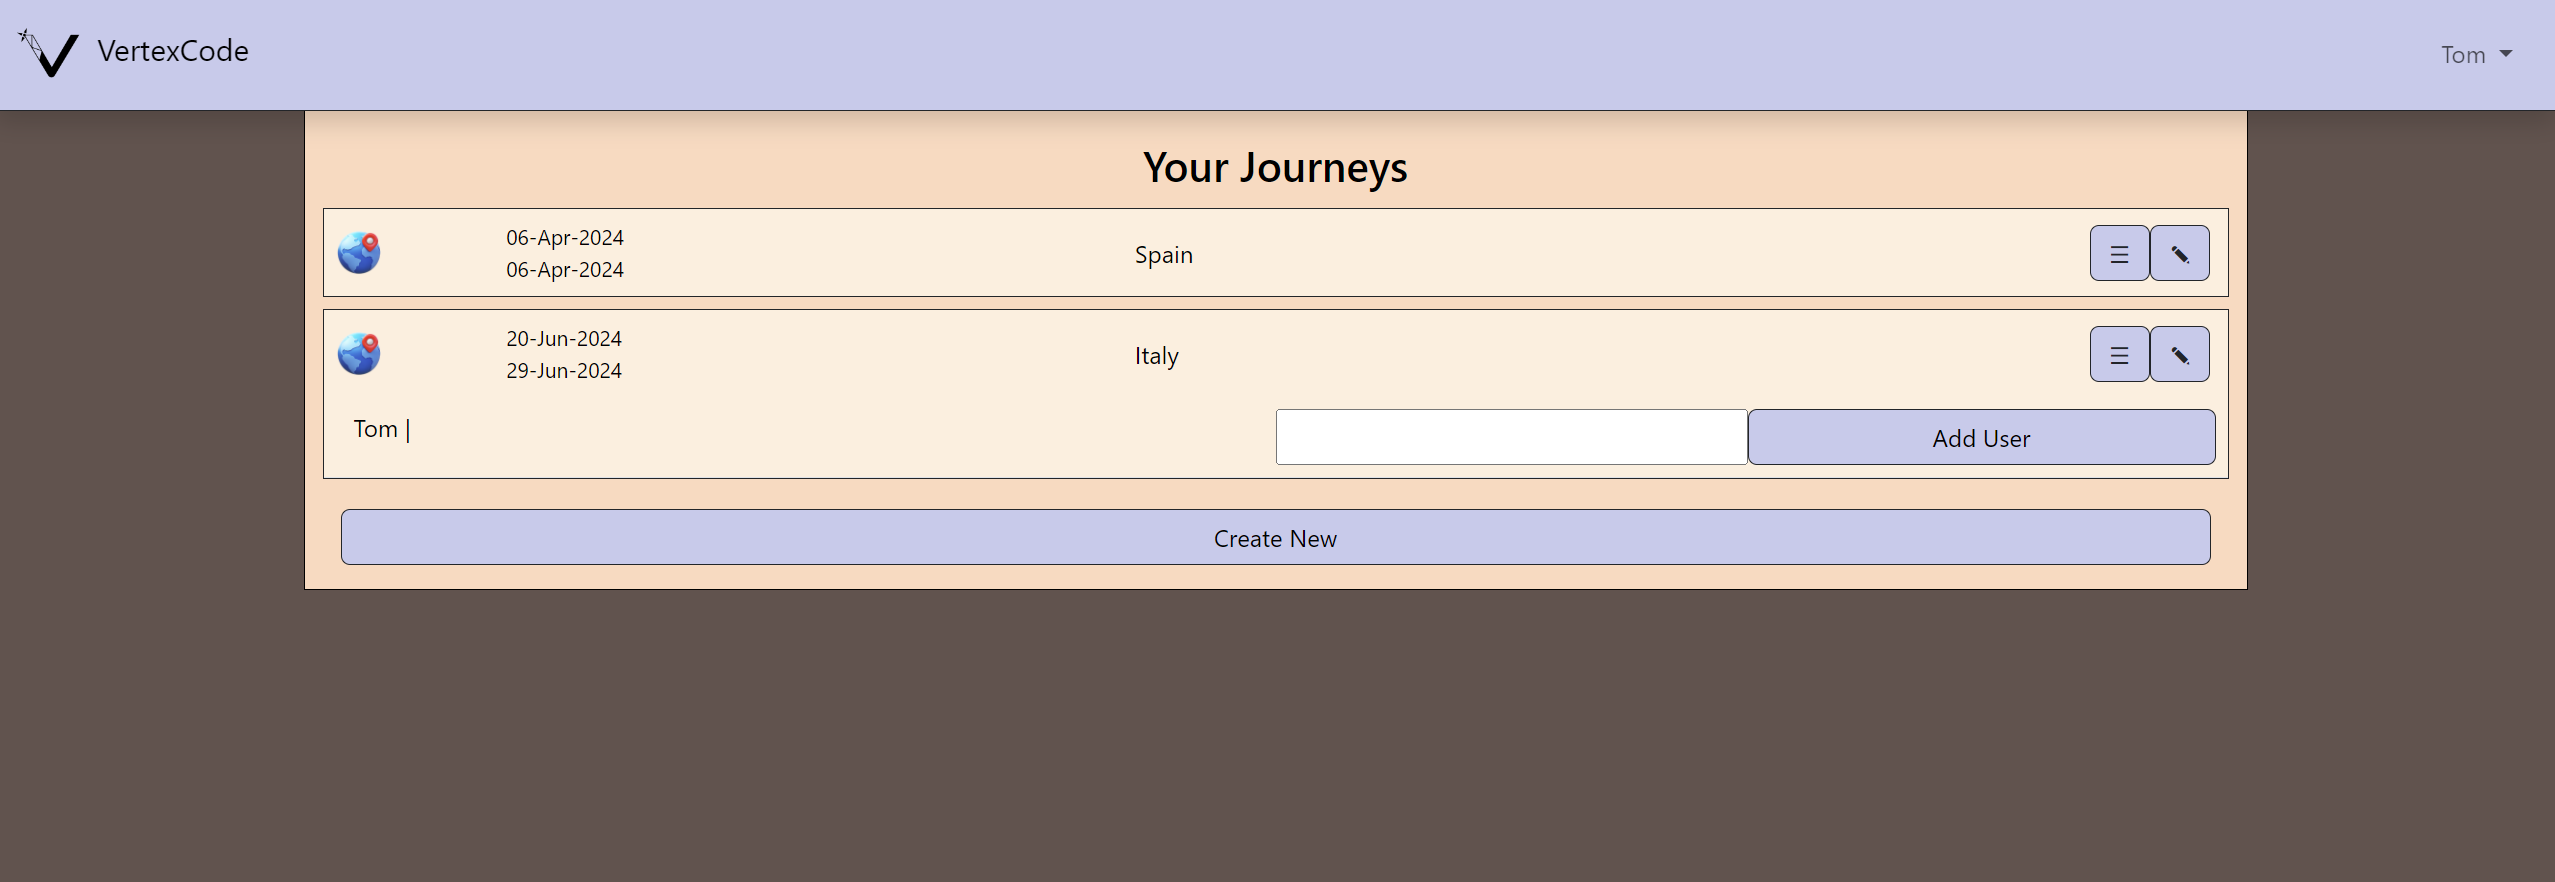 VertexCode
Tom
Your Journeys
06-Apr-2024
06-Apr-2024
Spain
20-Jun-2024
29-Jun-2024
Italy
Tom |
Add User
Create New